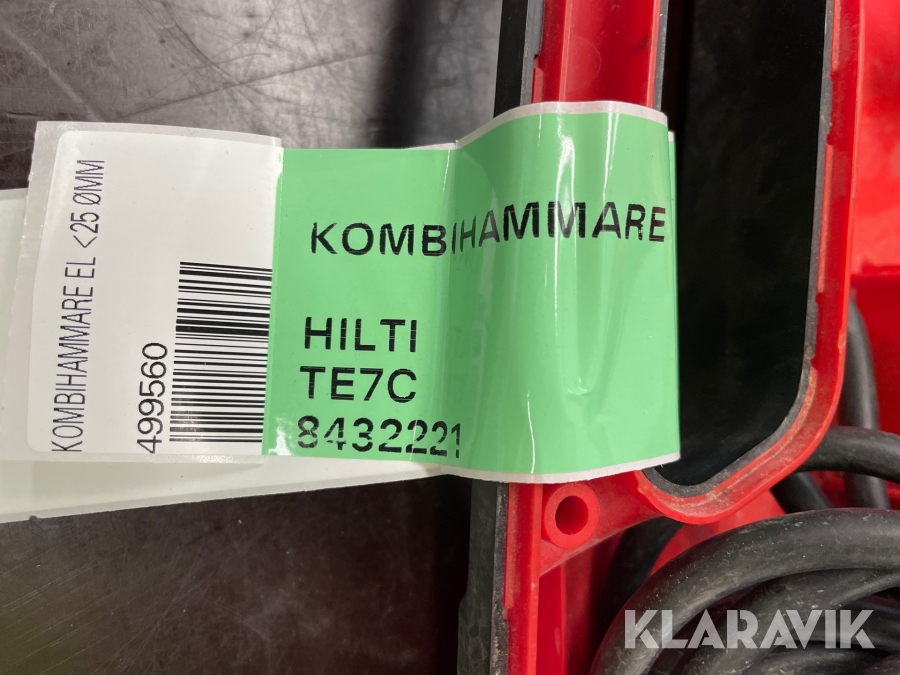 KOMBIHAMMARE EL <25 ØMM
499560
KOMBIHAMMARE
HILTI
TE7C
8432221
KLARAVIK